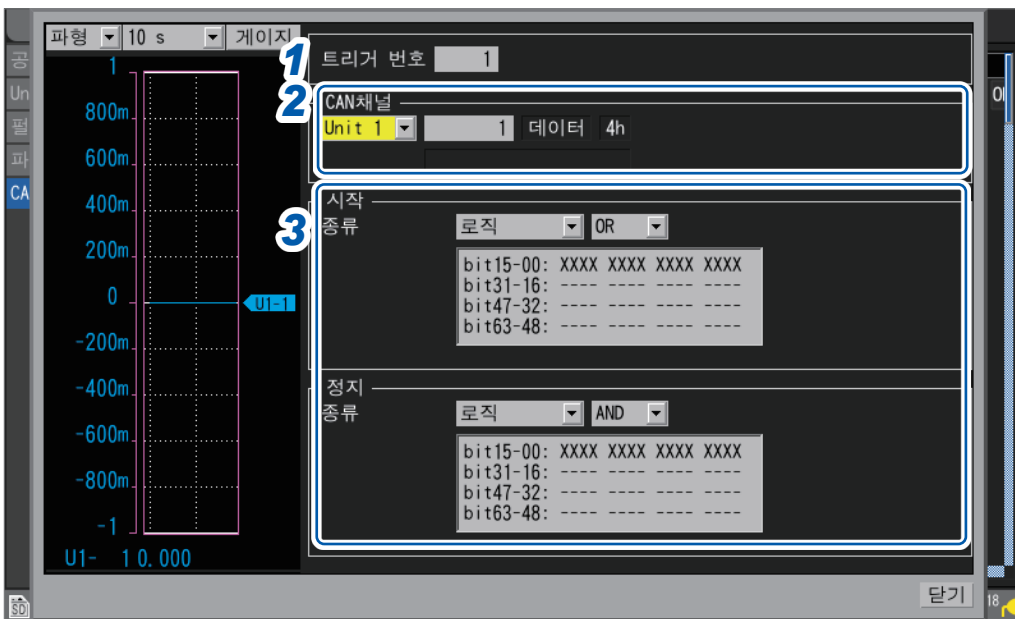 파형 10 s 게이지
1
800m
600m
400m
200m
0
-200m
-400m
-600m
-800m
-1
U1-1
U1- 1 0.000
공
Un
펄
파
CA
SD
1
트리거 번호 1
2
CAN채널
Unit 1 1 데이터 4h
3
시작
종류 로직 OR
bit15-00: XXXX XXXX XXXX XXXX
bit31-16: ---- ---- ---- ----
bit47-32: ---- ---- ---- ----
bit63-48: ---- ---- ---- ----
정지
종류 로직 AND
bit15-00: XXXX XXXX XXXX XXXX
bit31-16: ---- ---- ---- ----
bit47-32: ---- ---- ---- ----
bit63-48: ---- ---- ---- ----
닫기
18